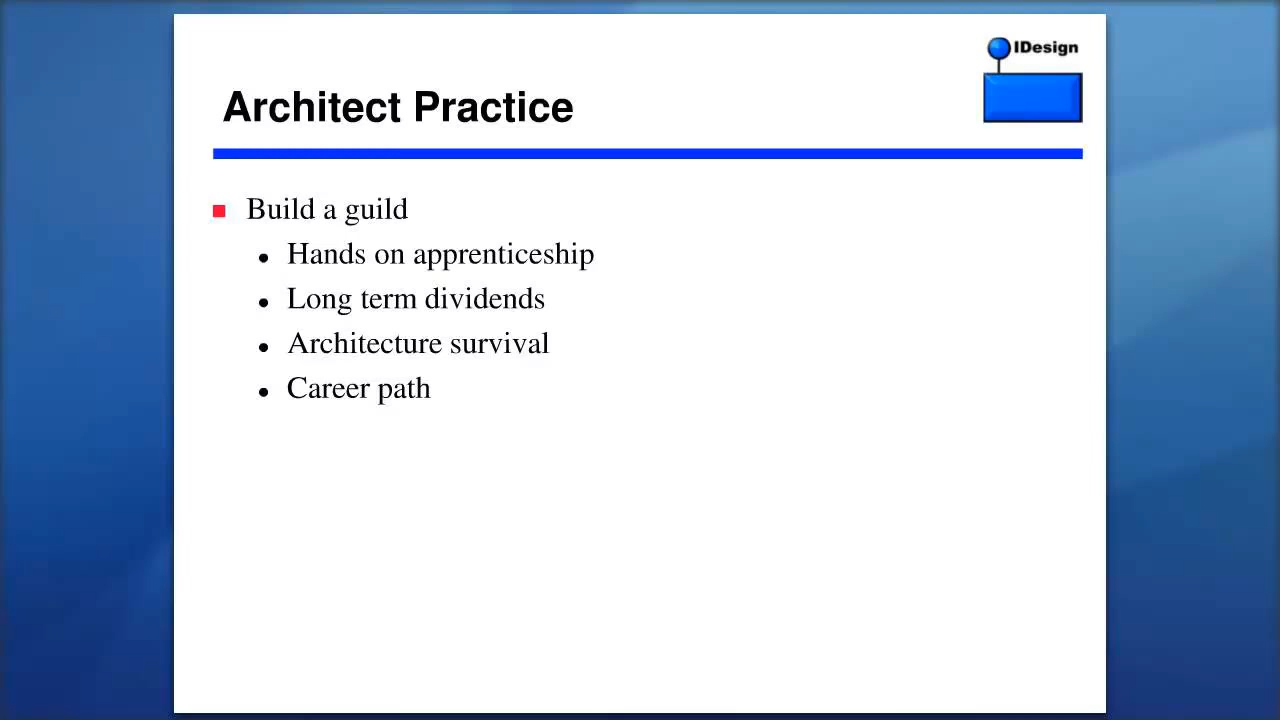 IDesign
Architect Practice
Build a guild
Hands on apprenticeship
Long term dividends
Architecture survival
Career path